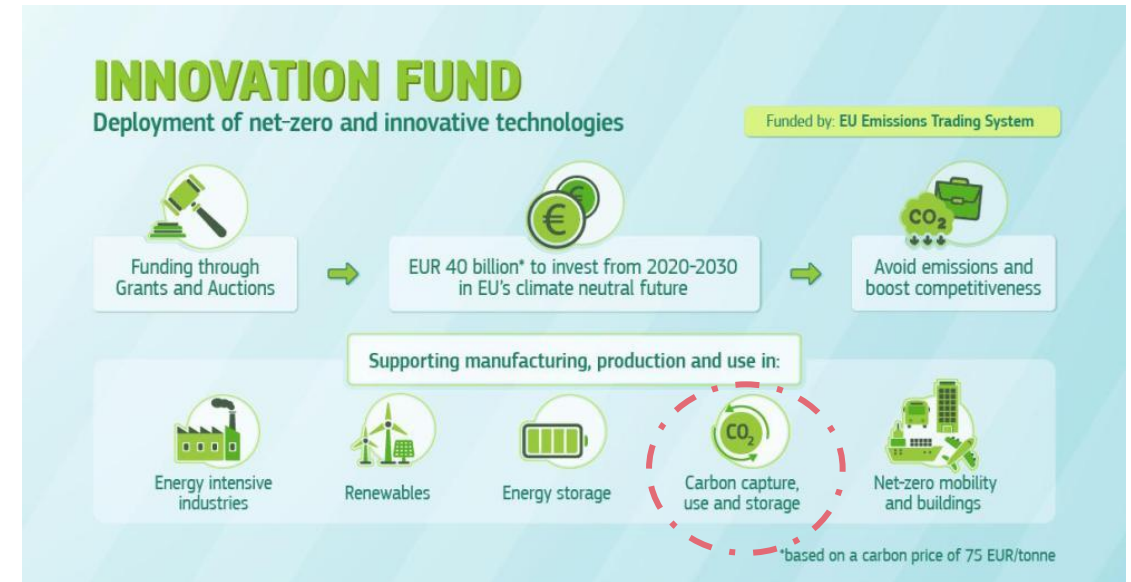 INNOVATION FUND
Deployment of net-zero and innovative technologies
Funded by: EU Emissions Trading System
Funding through
Grants and Auctions
EUR 40 billion* to invest from 2020-2030
in EU's climate neutral future
CO₂
Avoid emissions and
boost competitiveness
Supporting manufacturing, production and use in:
Energy intensive
industries
Renewables
Energy storage
CO₂
Carbon capture,
use and storage
Net-zero mobility
and buildings
*based on a carbon price of 75 EUR/tonne